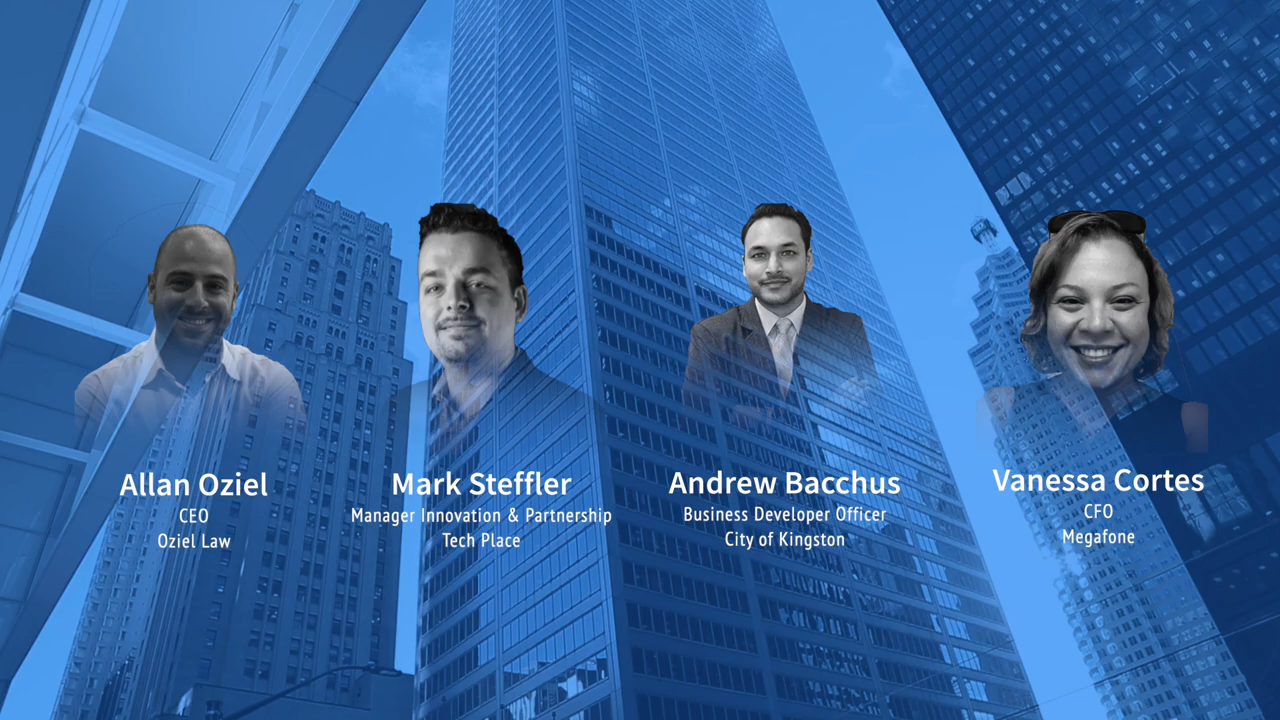 Allan Oziel
CEO
Oziel Law
Mark Steffler
Manager Innovation & Partnership
Tech Place
Andrew Bacchus
Business Developer Officer
City of Kingston
Vanessa Cortes
CFO
Megafone